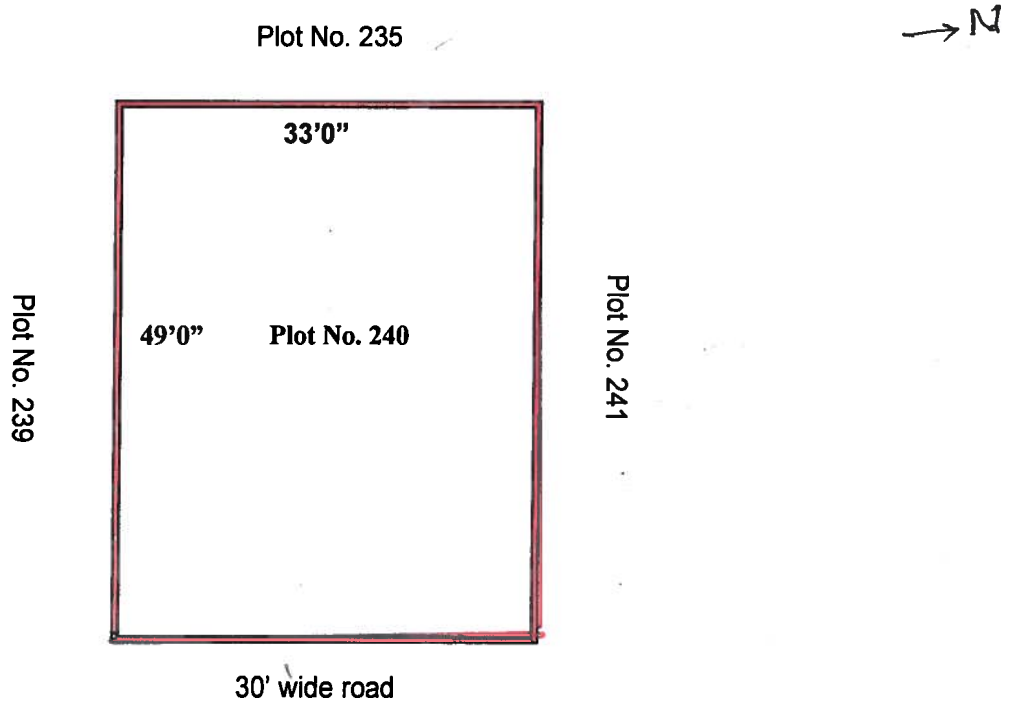 Plot No. 235
N
33’0”
Plot No. 239
49’0”
Plot No. 240
Plot No. 241
30' wide road